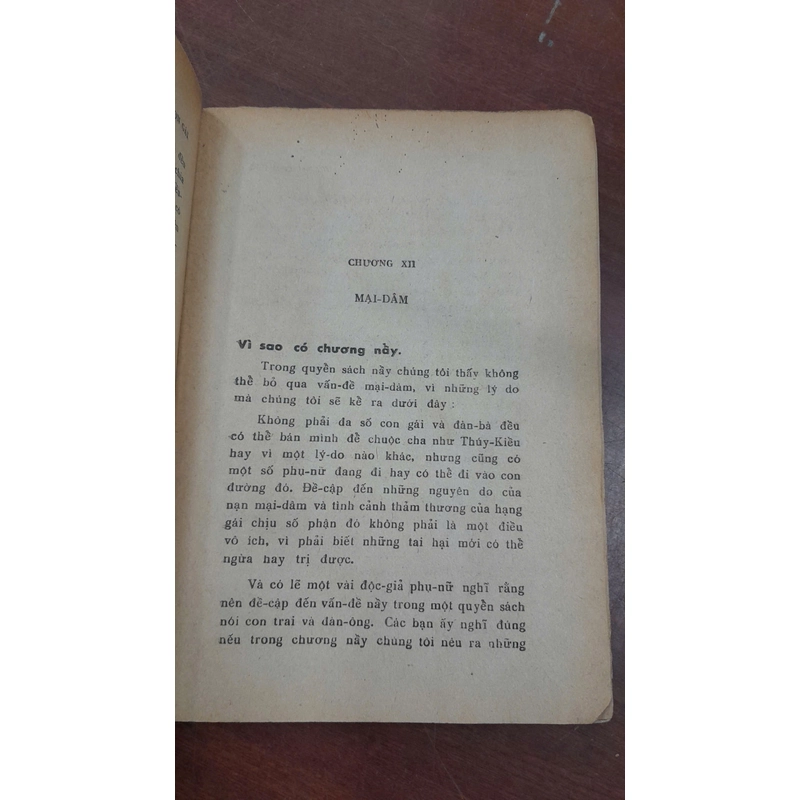 CHƯƠNG XII
MẠI-DÂM
Vì sao có chương nầy.
Trong quyển sách nầy chúng tôi thấy không
thể bỏ qua vấn-đề mại-dâm, vì những lý do
mà chúng tôi sẽ kể ra dưới đây :
Không phải đa số con gái và đàn-bà đều
có thể bán mình để chuộc cha như Thúy-Kiều
hay vì một lý-do nào khác, nhưng cũng có
một số phụ-nữ đang đi hay có thể đi vào con
đường đó. Đề-cập đến những nguyên do của
nạn mại-dâm và tình cảnh thảm thương của hạng
gái chịu số phận đó không phải là một điều
vô ích, vì phải biết những tai hại mới có thể
ngừa hay trị được.
Và có lẽ một vài độc-giả phụ-nữ nghĩ rằng
nên đề-cập đến vấn-đề nầy trong một quyển sách
nói con trai và đàn-ông. Các bạn ấy nghĩ đúng
nếu trong chương nầy chúng tôi nêu ra những